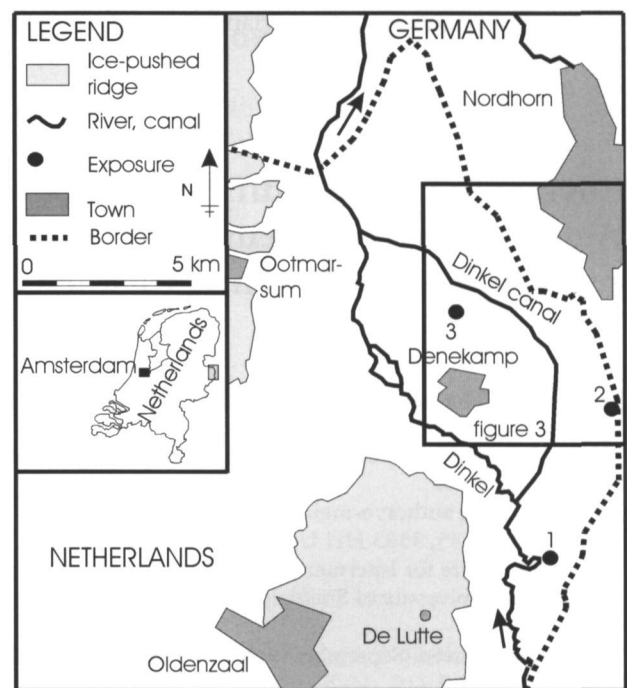 LEGEND
Ice-pushed
ridge
River, canal
Exposure
N
Town
Border
0 5 km
Amsterdam
Netherlands
GERMANY
Nordhorn
Ootmar-
sum
Dinkel canal
3
Denekamp
2
figure 3
Dinkel
1
NETHERLANDS
De Lutte
Oldenzaal